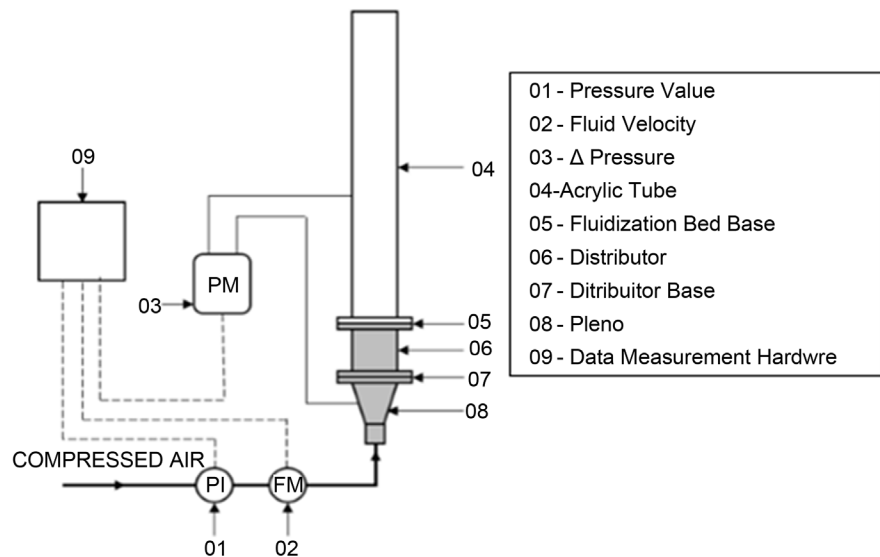 09
04
PM
03
05
06
07
08
COMPRESSED AIR
PI
FM
01
02
01 - Pressure Value
02 - Fluid Velocity
03 - Δ Pressure
04-Acrylic Tube
05 - Fluidization Bed Base
06 - Distributor
07 - Ditribuitor Base
08 - Pleno
09 - Data Measurement Hardwre